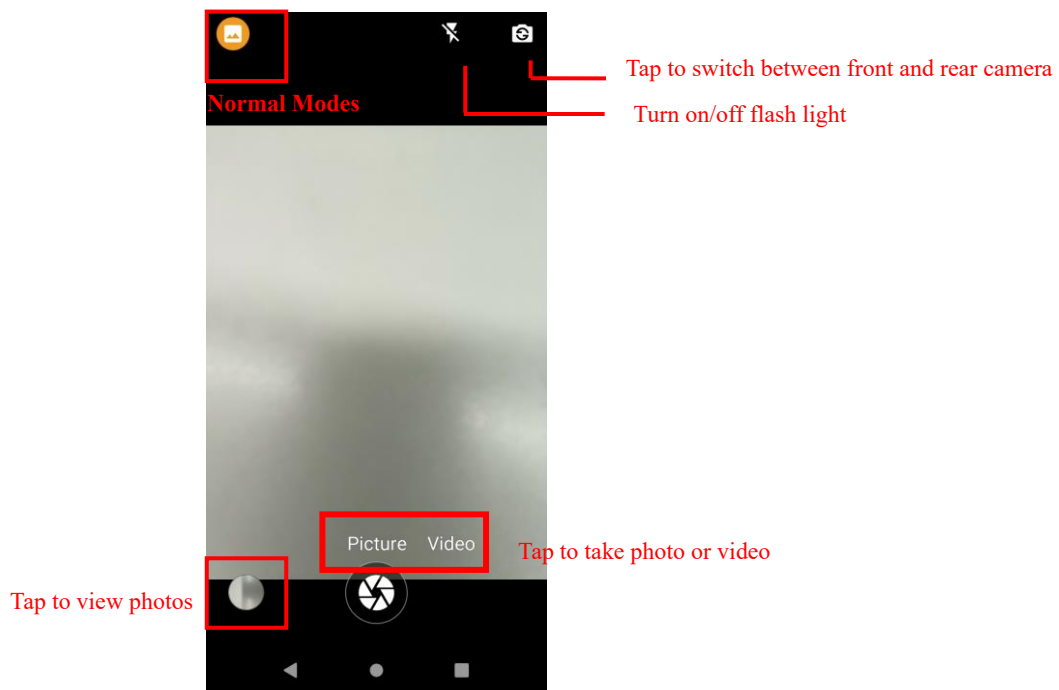 Tap to switch between front and rear camera
Normal Modes
Turn on/off flash light
Picture Video
Tap to take photo or video
Tap to view photos